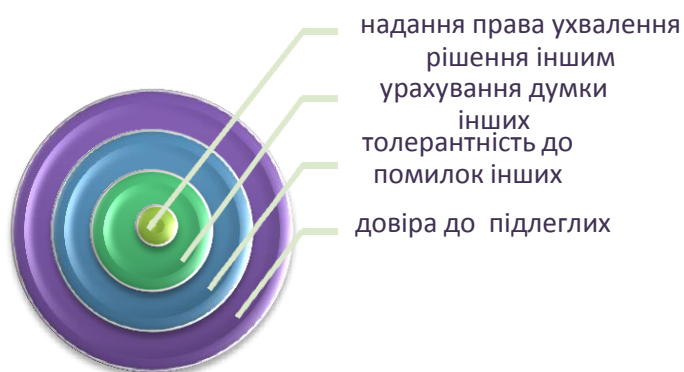 надання права ухвалення
рішення іншим
урахування думки
інших
толерантність до
помилок інших
довіра до підлеглих